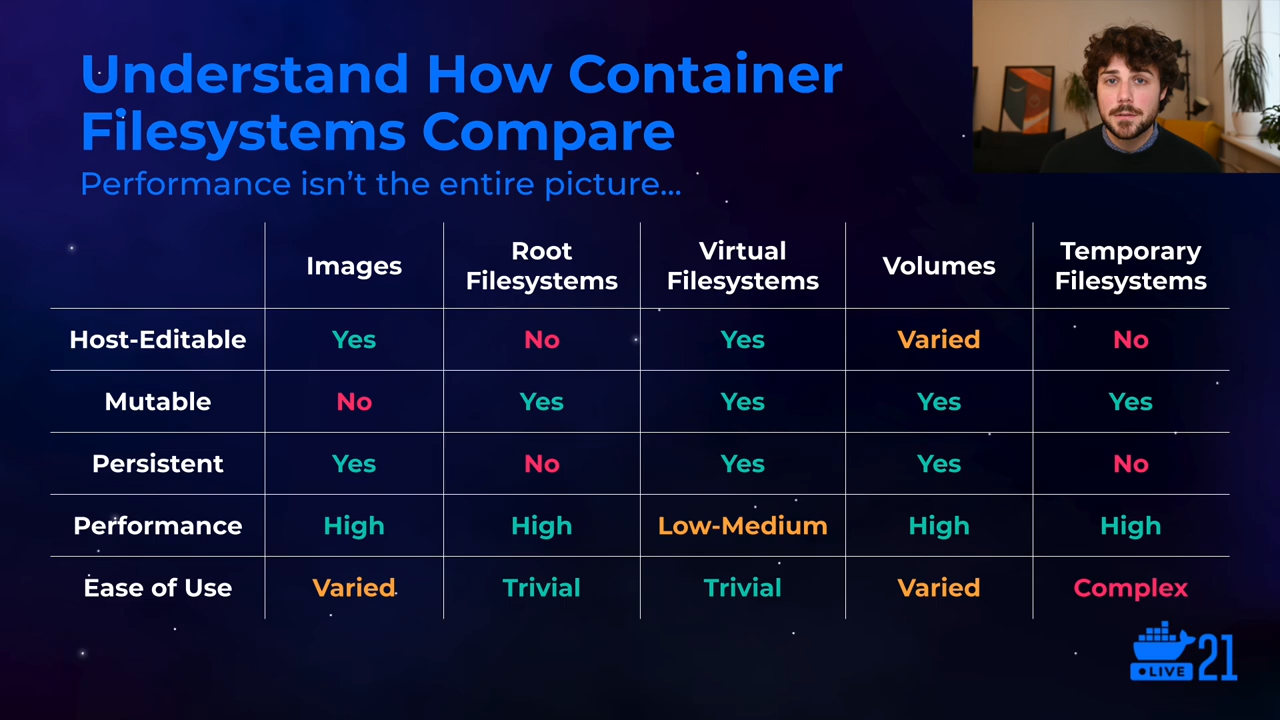 Understand How Container
Filesystems Compare
Performance isn't the entire picture...
Images
Root
Filesystems
Virtual
Filesystems
Volumes
Temporary
Filesystems
Host-Editable Yes No Yes Varied No
Mutable No Yes Yes Yes Yes
Persistent Yes No Yes Yes No
Performance High High Low-Medium High High
Ease of Use Varied Trivial Trivial Varied Complex
LIVE 21